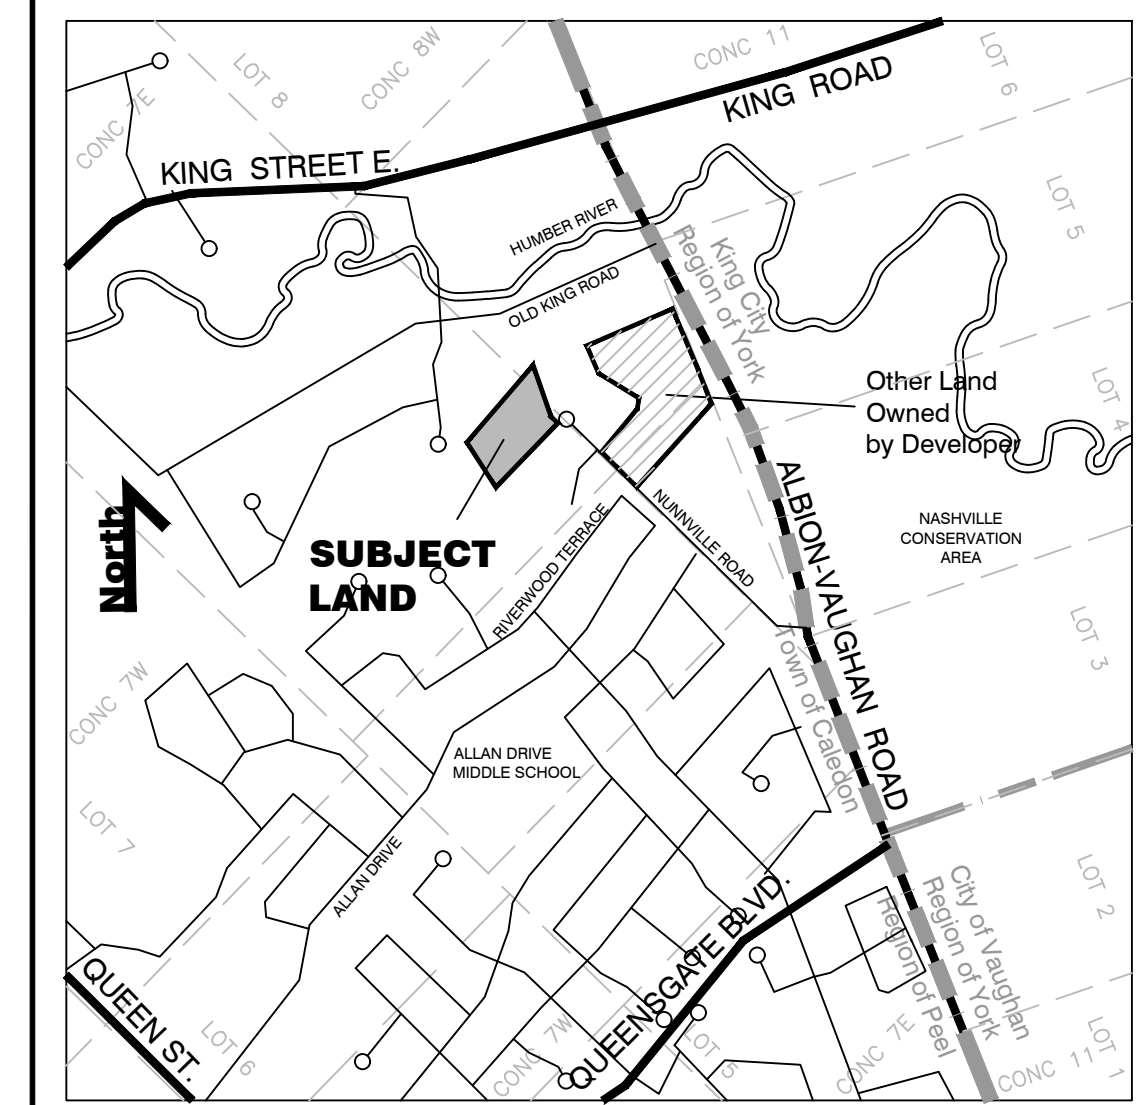 CONC 7E
LOT 8
CONC 8W
CONC 11
LOT 6
KING ROAD
KING STREET E.
HUMBER RIVER
LOT 5
King City
Region of York
OLD KING ROAD
Other Land
Owned
by Developer
LOT 4
North
SUBJECT
LAND
RIVERWOOD TERRACE
NUNNVILLE ROAD
ALBION-VAUGHAN ROAD
NASHVILLE
CONSERVATION
AREA
LOT 3
Town of Caledon
CONC 7W
ALLAN DRIVE
MIDDLE SCHOOL
LOT 7
ALLAN DRIVE
QUEENSGATE BLVD.
LOT 2
City of Vaughan
Region of York
Region of Peel
QUEEN ST.
LOT 6
CONC 7W
LOT 5
CONC 7E
CONC 11
LOT 1